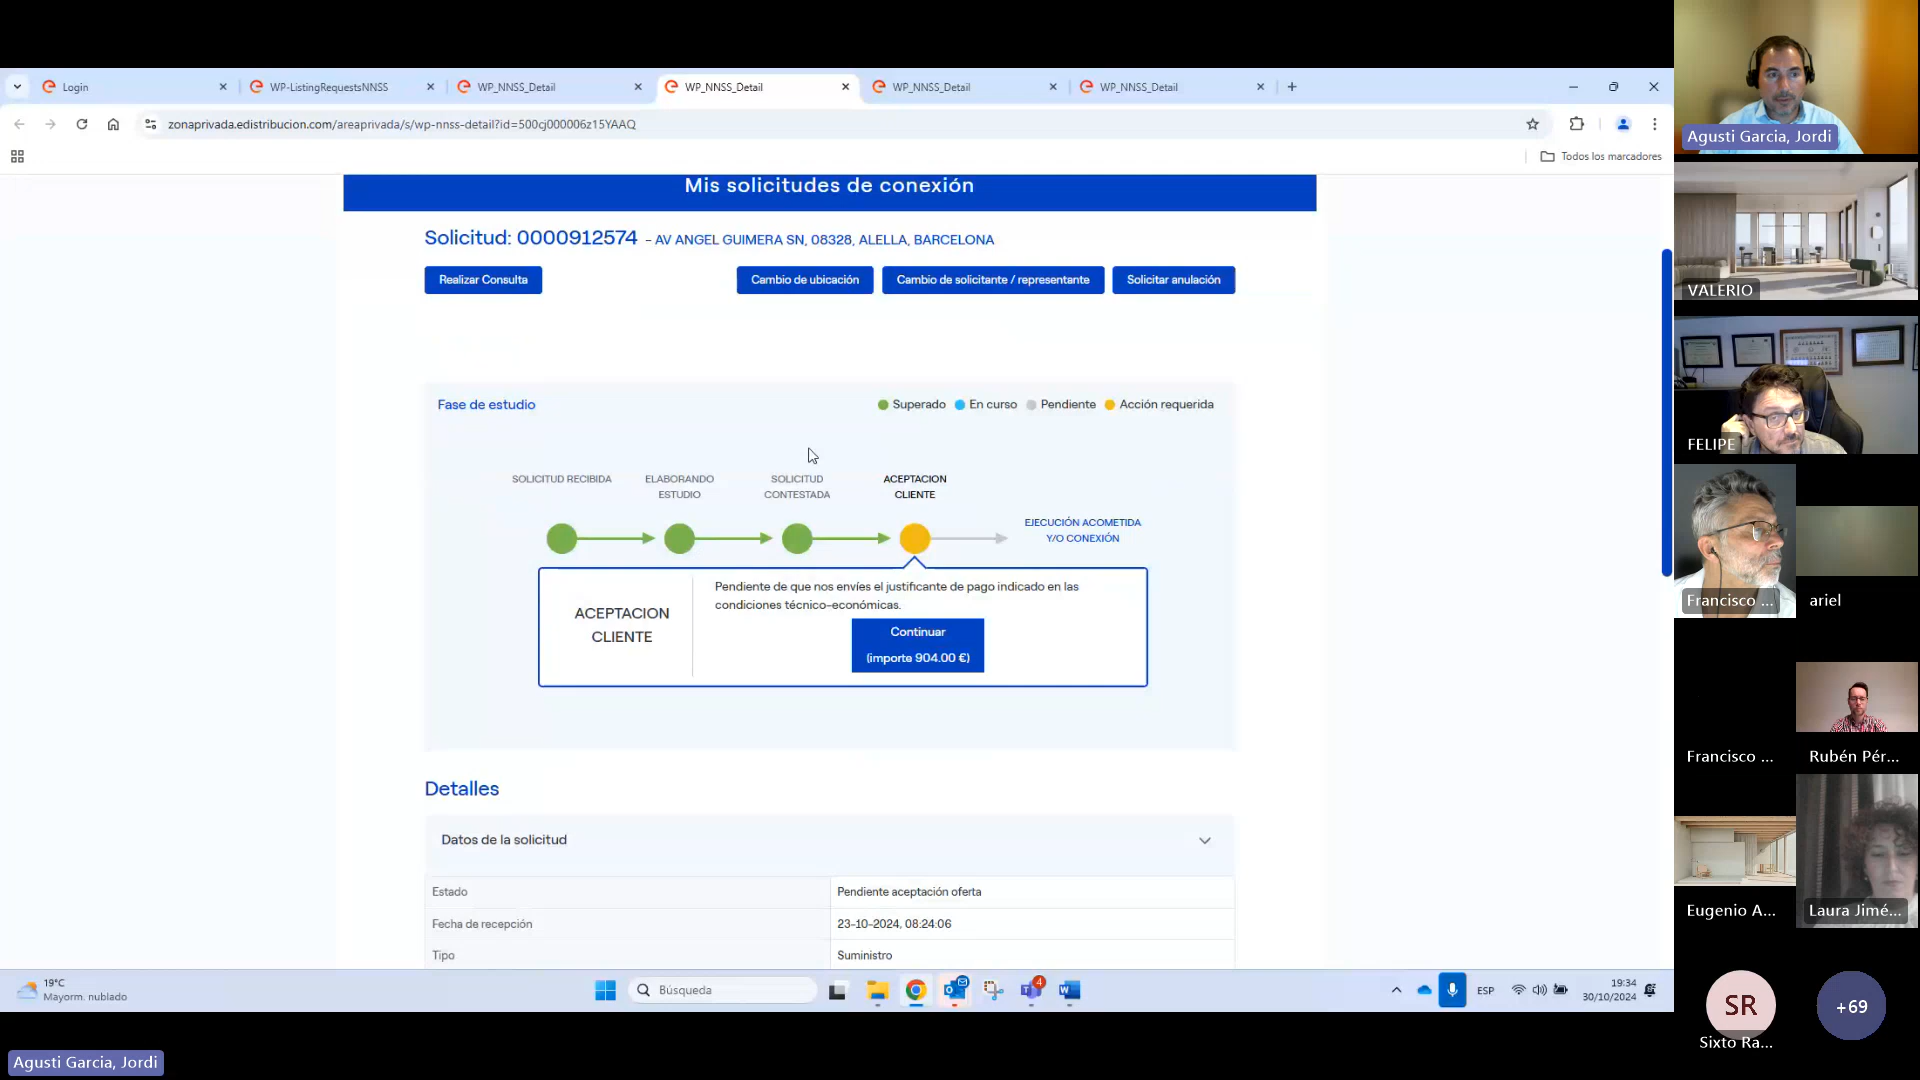 Login
WP-ListingRequestsNNSS
WP_NNSS_Detail
WP_NNSS_Detail
WP_NNSS_Detail
WP_NNSS_Detail
zonaprivada.edistribucion.com/areaprivada/s/wp-nnss-detail?id=500cj000006z15YAAQ
Todos los marcadores
Mis solicitudes de conexión
Solicitud: 0000912574 - AV ANGEL GUIMERA SN, 08328, ALELLA, BARCELONA
Realizar Consulta
Cambio de ubicación
Cambio de solicitante / representante
Solicitar anulación
Fase de estudio
Superado
En curso
Pendiente
Acción requerida
SOLICITUD RECIBIDA
ELABORANDO
ESTUDIO
SOLICITUD
CONTESTADA
ACEPTACION
CLIENTE
EJECUCIÓN ACOMETIDA
Y/O CONEXIÓN
ACEPTACION
CLIENTE
Pendiente de que nos envíes el justificante de pago indicado en las
condiciones técnico-económicas.
Continuar
(importe 904.00 €)
Detalles
Datos de la solicitud
Estado
Pendiente aceptación oferta
Fecha de recepción
23-10-2024, 08:24:06
Tipo
Suministro
19°C
Mayorm. nublado
Búsqueda
4
ESP
19:34
30/10/2024
Agusti Garcia, Jordi
Agusti Garcia, Jordi
VALERIO
FELIPE
Francisco ...
ariel
Francisco ...
Rubén Pér...
Eugenio A...
Laura Jimé...
SR
Sixto Ra...
+69